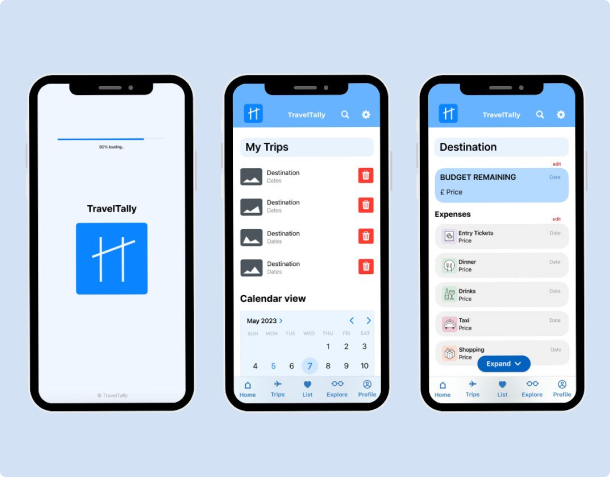 80% loading..
TravelTally
© TravelTally
TravelTally
My Trips
Destination
Dates
Destination
Dates
Destination
Dates
Destination
Dates
Calendar view
May 2023 >
SUN MON TUE WED THU FRI SAT
1 2 3
4 5 6 7 8 9 10
Home Trips List Explore Profile
TravelTally
Destination
edit
BUDGET REMAINING Date
£ Price
Expenses
edit
Entry Tickets Date
Price
Dinner Date
Price
Drinks Date
Price
Taxi Date
Price
Shopping Date
Price
Expand
Home Trips List Explore Profile